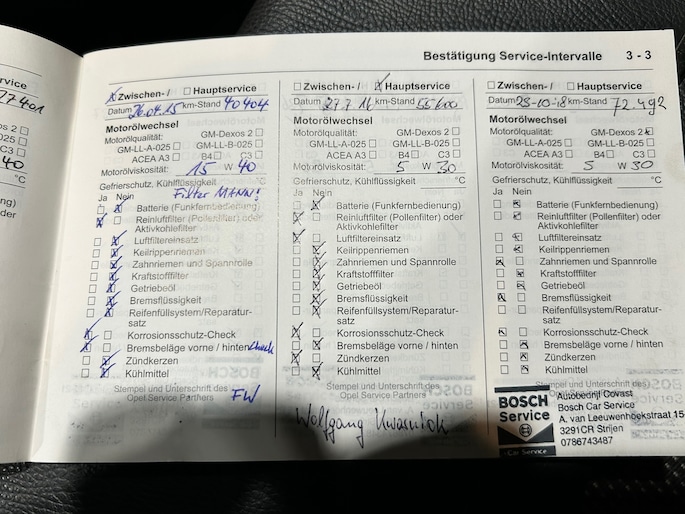 Bestätigung Service-Intervalle 3 - 3
Zwischen- / Hauptservice
Datum 26.04.15 km-Stand 40404
Motorölwechsel
Motorölqualität: GM-Dexos 2
GM-LL-A-025 GM-LL-B-025
ACEA A3 B4 C3
Motorölviskosität: 15 W 40
Gefrierschutz, Kühlflüssigkeit °C
Ja Nein Filter MANN!
Batterie (Funkfernbedienung)
Reinluftfilter (Pollenfilter) oder
Aktivkohlefilter
Luftfiltereinsatz
Keilrippenriemen
Zahnriemen und Spannrolle
Kraftstofffilter
Getriebeöl
Bremsflüssigkeit
Reifenfüllsystem/Reparatur-
satz
Korrosionsschutz-Check
Bremsbeläge vorne / hinten check
Zündkerzen
Kühlmittel
Stempel und Unterschrift des
Opel Service Partners FW
Zwischen- / Hauptservice
Datum 27.7.16 km-Stand
Motorölwechsel
Motorölqualität: GM-Dexos 2
GM-LL-A-025 GM-LL-B-025
ACEA A3 B4 C3
Motorölviskosität: 5 W 30
Gefrierschutz, Kühlflüssigkeit °C
Ja Nein
Batterie (Funkfernbedienung)
Reinluftfilter (Pollenfilter) oder
Aktivkohlefilter
Luftfiltereinsatz
Keilrippenriemen
Zahnriemen und Spannrolle
Kraftstofffilter
Getriebeöl
Bremsflüssigkeit
Reifenfüllsystem/Reparatur-
satz
Korrosionsschutz-Check
Bremsbeläge vorne / hinten
Zündkerzen
Kühlmittel
Stempel und Unterschrift des
Opel Service Partners
Wolfgang
Zwischen- / Hauptservice
Datum 23-10-18 km-Stand 72.492
Motorölwechsel
Motorölqualität: GM-Dexos 2
GM-LL-A-025 GM-LL-B-025
ACEA A3 B4 C3
Motorölviskosität: 5 W 30
Gefrierschutz, Kühlflüssigkeit °C
Ja Nein
Batterie (Funkfernbedienung)
Reinluftfilter (Pollenfilter) oder
Aktivkohlefilter
Luftfiltereinsatz
Keilrippenriemen
Zahnriemen und Spannrolle
Kraftstofffilter
Getriebeöl
Bremsflüssigkeit
Reifenfüllsystem/Reparatur-
satz
Korrosionsschutz-Check
Bremsbeläge vorne / hinten
Zündkerzen
Kühlmittel
Stempel und Unterschrift des
Opel Service Partners
BOSCH
Service
Car Service
Autobedrijf Covast
Bosch Car Service
A. van Leeuwenhoekstraat 15
3291CR Strijen
0786743487